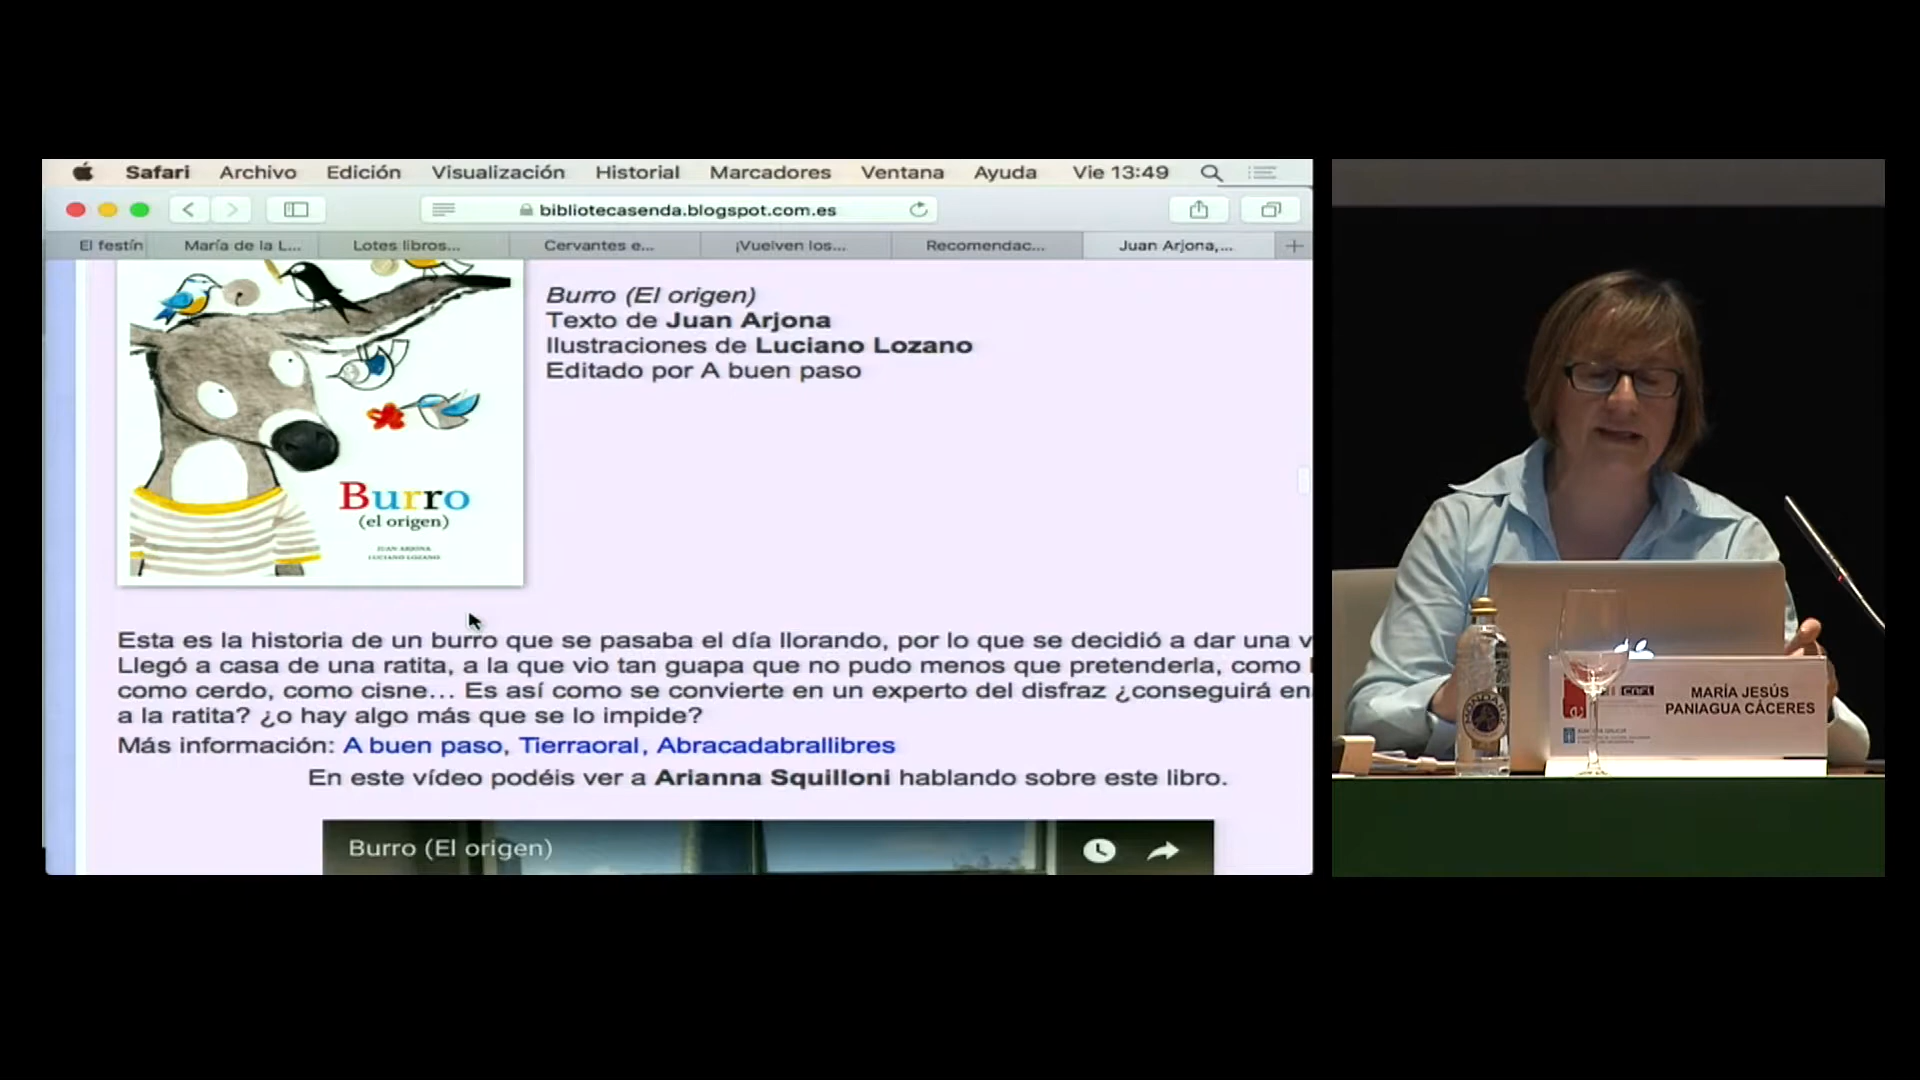 Safari Archivo Edición Visualización Historial Marcadores Ventana Ayuda Vie 13:49
bibliotecasenda.blogspot.com.es
El festín María de la L... Lotes libros... Cervantes e... ¡Vuelven los... Recomendac... Juan Arjona,...
Burro (El origen)
Texto de Juan Arjona
Ilustraciones de Luciano Lozano
Editado por A buen paso
Burro
(el origen)
JUAN ARJONA
LUCIANO LOZANO
Esta es la historia de un burro que se pasaba el día llorando, por lo que se decidió a dar una v
Llegó a casa de una ratita, a la que vio tan guapa que no pudo menos que pretenderla, como
como cerdo, como cisne... Es así como se convierte en un experto del disfraz ¿conseguirá en
a la ratita? ¿o hay algo más que se lo impide?
Más información: A buen paso, Tierraoral, Abracadabrallibres
En este vídeo podéis ver a Arianna Squilloni hablando sobre este libro.
Burro (El origen)
MARÍA JESÚS
PANIAGUA CÁCERES
MONDARIZ